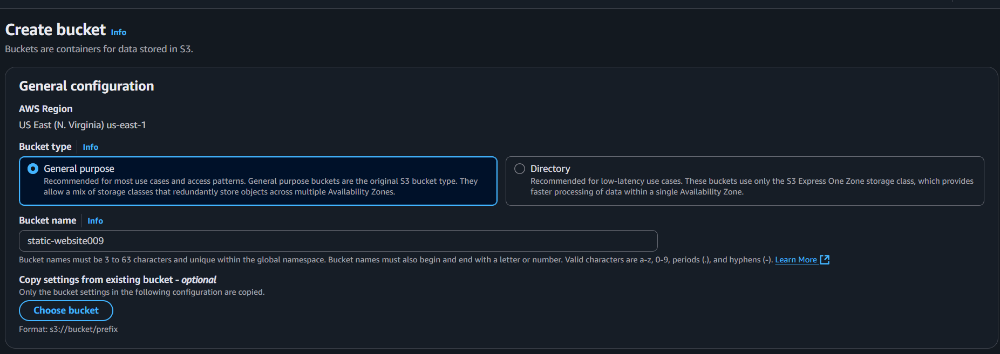 Create bucket Info
Buckets are containers for data stored in S3.
General configuration
AWS Region
US East (N. Virginia) us-east-1
Bucket type Info
General purpose
Recommended for most use cases and access patterns. General purpose buckets are the original S3 bucket type. They
allow a mix of storage classes that redundantly store objects across multiple Availability Zones.
Directory
Recommended for low-latency use cases. These buckets use only the S3 Express One Zone storage class, which provides
faster processing of data within a single Availability Zone.
Bucket name Info
static-website009
Bucket names must be 3 to 63 characters and unique within the global namespace. Bucket names must also begin and end with a letter or number. Valid characters are a-z, 0-9, periods (.), and hyphens (-). Learn More
Copy settings from existing bucket - optional
Only the bucket settings in the following configuration are copied.
Choose bucket
Format: s3://bucket/prefix